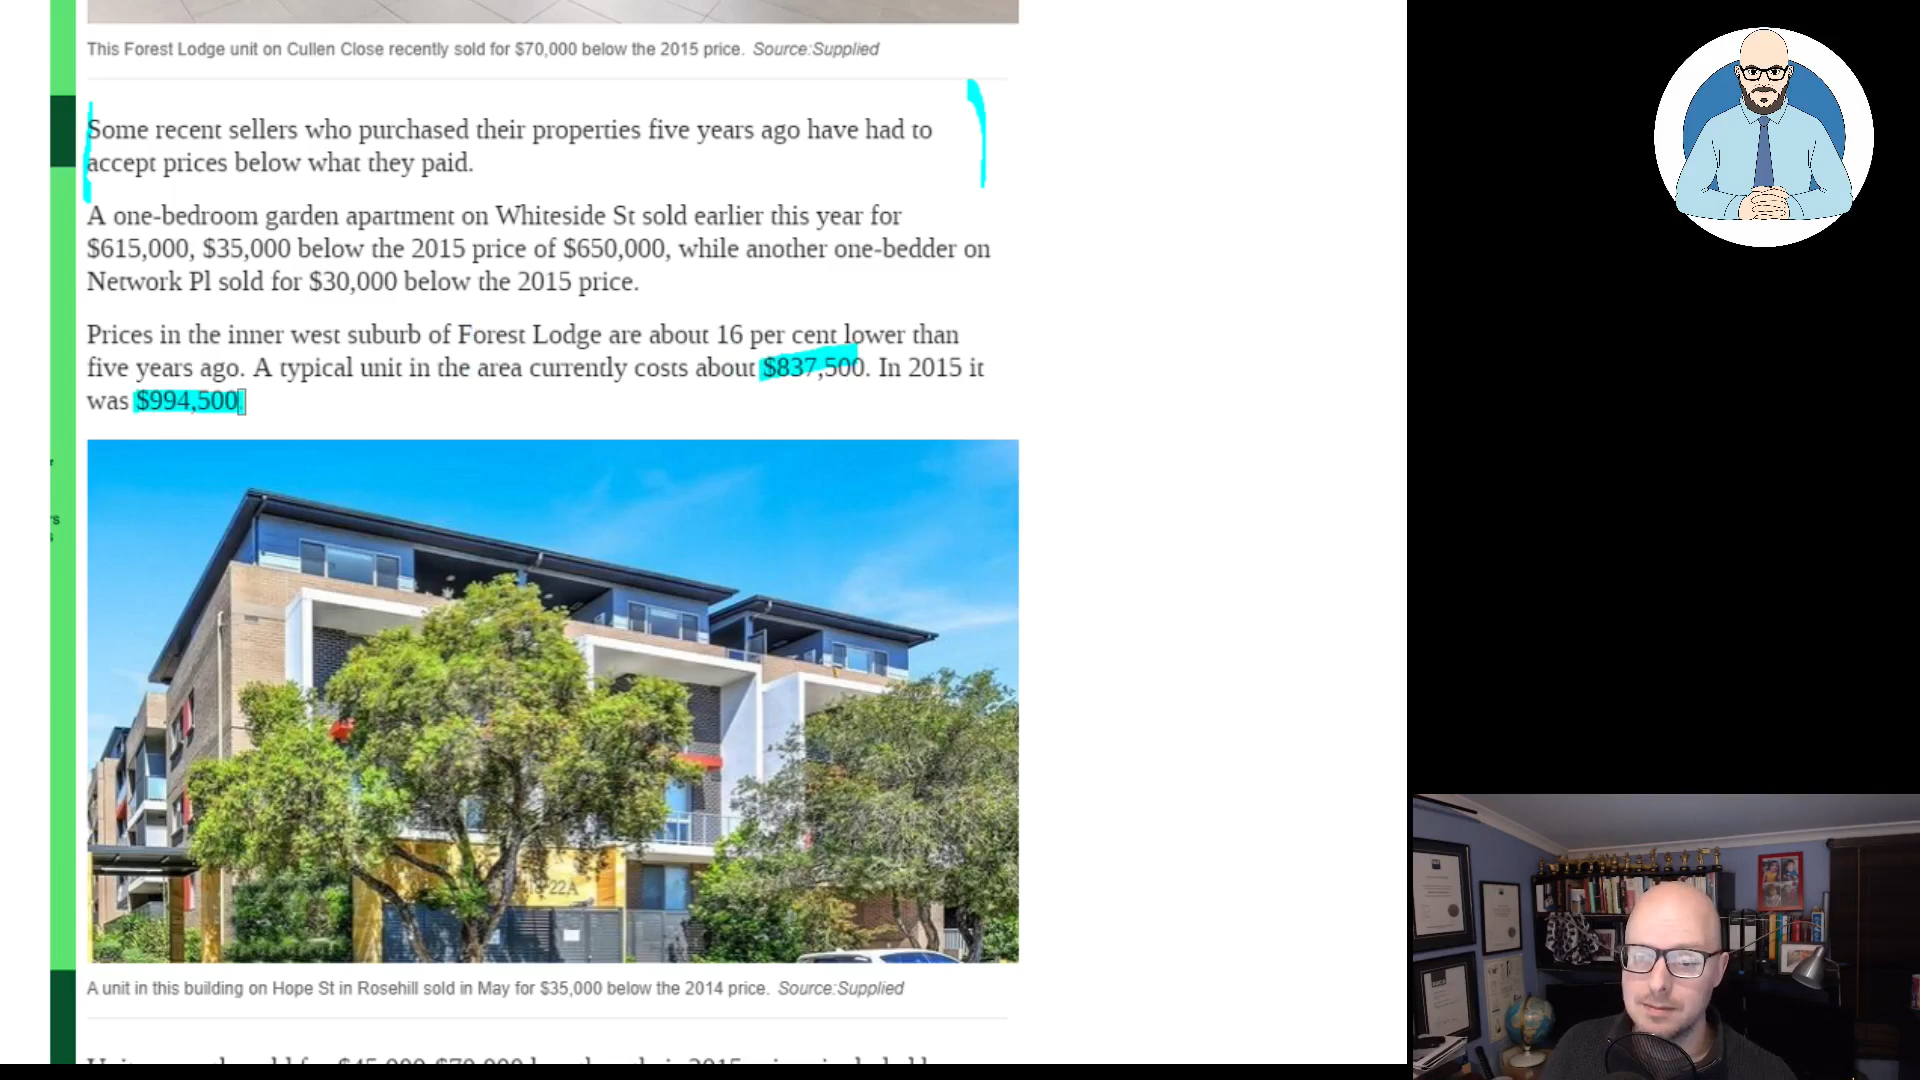 This Forest Lodge unit on Cullen Close recently sold for $70,000 below the 2015 price. Source:Supplied
Some recent sellers who purchased their properties five years ago have had to
accept prices below what they paid.
A one-bedroom garden apartment on Whiteside St sold earlier this year for
$615,000, $35,000 below the 2015 price of $650,000, while another one-bedder on
Network Pl sold for $30,000 below the 2015 price.
Prices in the inner west suburb of Forest Lodge are about 16 per cent lower than
five years ago. A typical unit in the area currently costs about $837,500. In 2015 it
was $994,500.
22A
A unit in this building on Hope St in Rosehill sold in May for $35,000 below the 2014 price. Source:Supplied